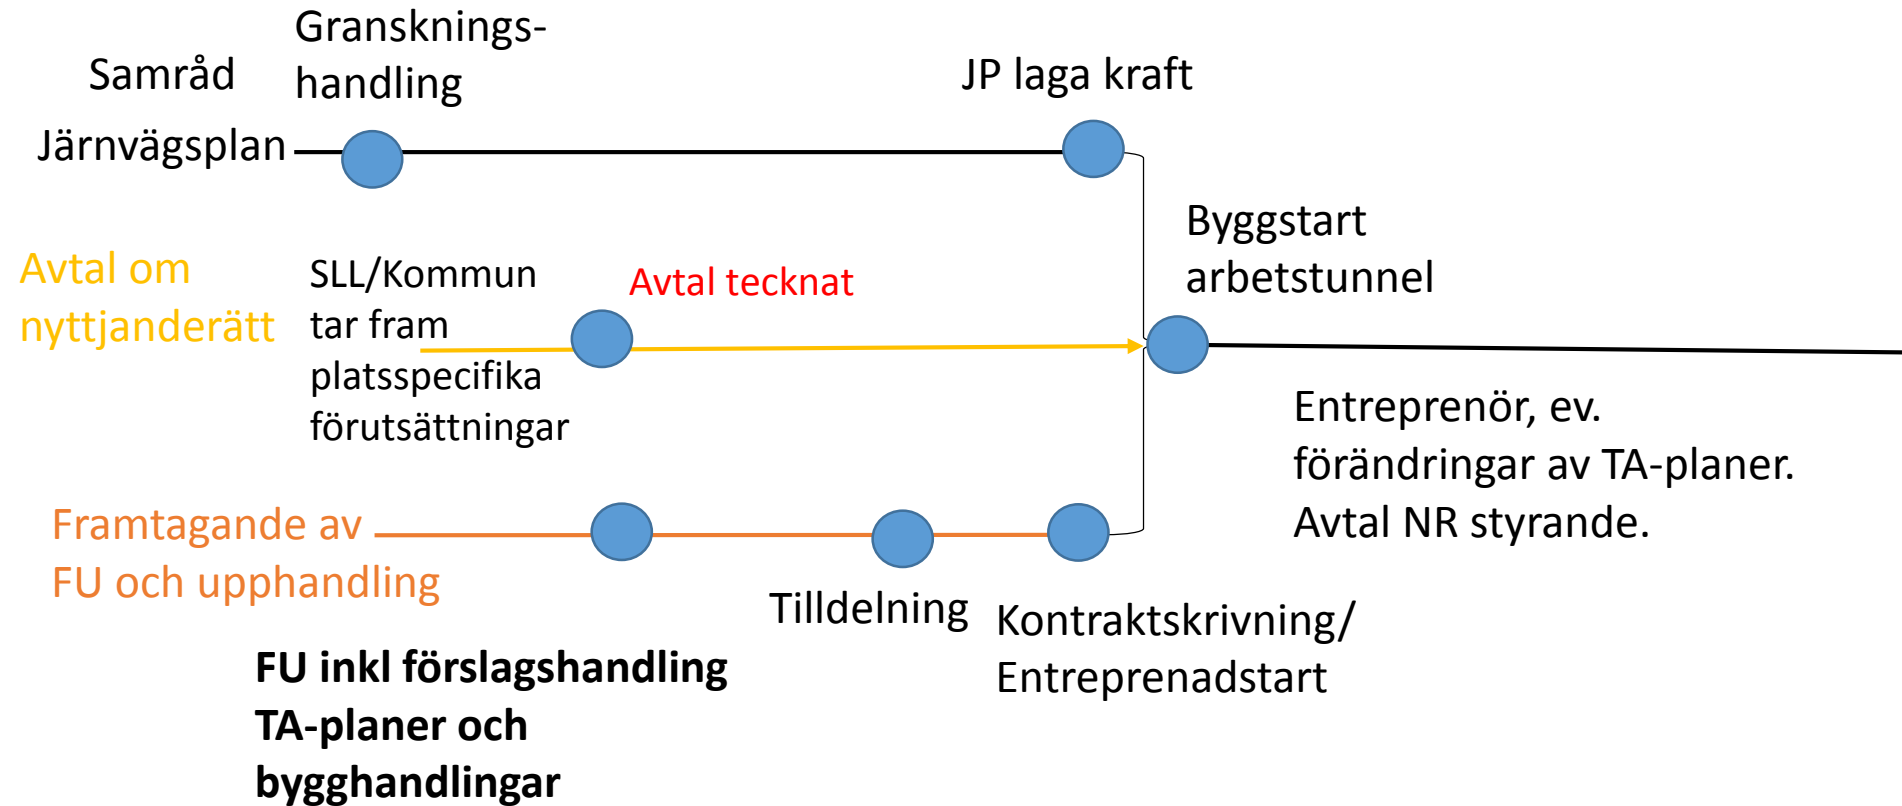 Samråd
Gransknings-
handling
JP laga kraft
Järnvägsplan
Avtal om
nyttjanderätt
SLL/Kommun
tar fram
platsspecifika
förutsättningar
Avtal tecknat
Byggstart
arbetstunnel
Entreprenör, ev.
förändringar av TA-planer.
Avtal NR styrande.
Framtagande av
FU och upphandling
Tilldelning
Kontraktskrivning/
Entreprenadstart
FU inkl förslagshandling
TA-planer och
bygghandlingar